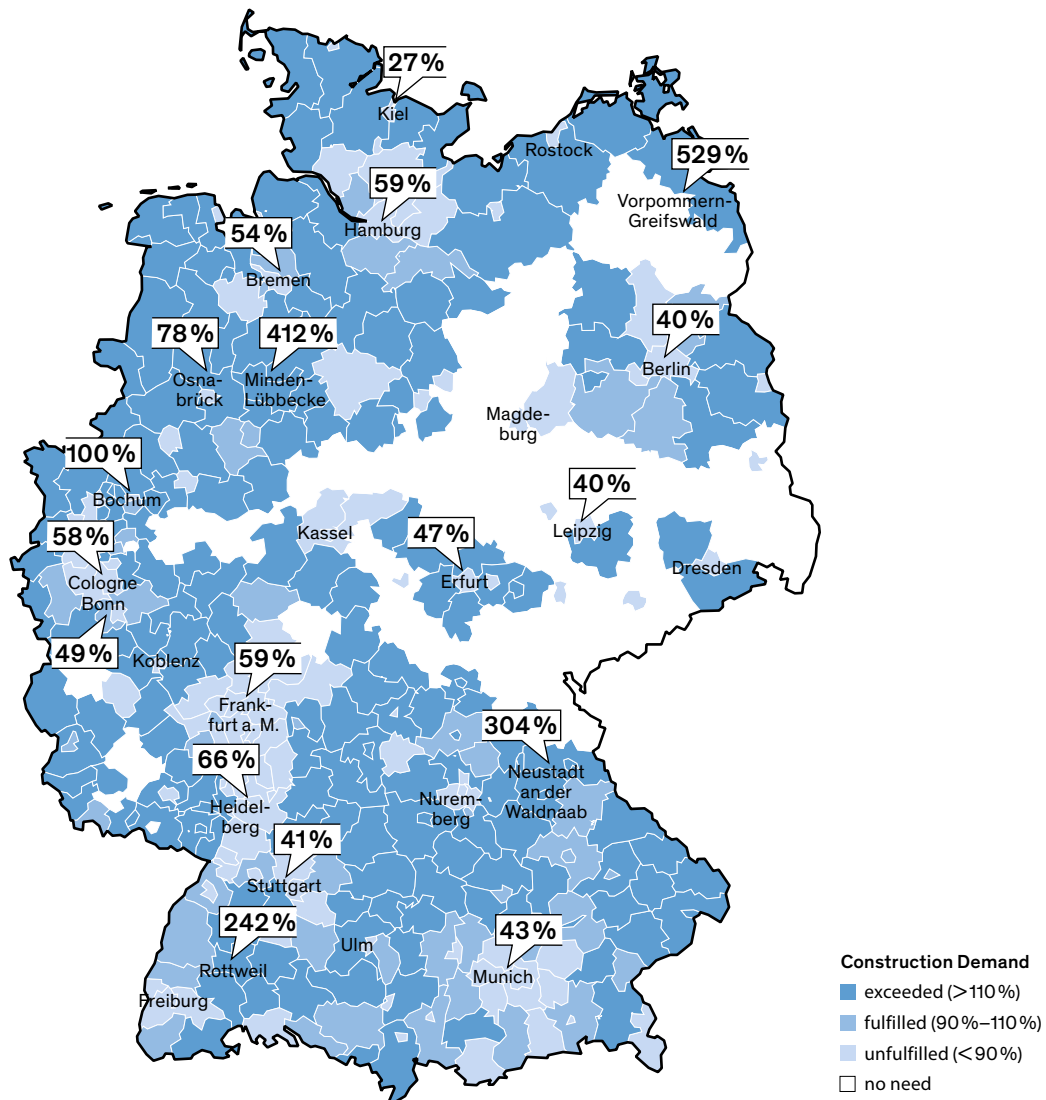 27 %
Kiel
Rostock
529 %
59 %
Vorpommern-
Greifswald
Hamburg
54 %
Bremen
78 %
412 %
40 %
Osna-
brück
Minden-
Lübbecke
Berlin
Magde-
burg
100 %
Bochum
40 %
Leipzig
Kassel
47 %
Erfurt
58 %
Cologne
Bonn
Dresden
49 %
Koblenz
59 %
Frank-
furt a. M.
304 %
Neustadt
an der
Waldnaab
66 %
Heidel-
berg
Nurem-
berg
41 %
Stuttgart
242 %
Rottweil
Ulm
43 %
Munich
Freiburg
Construction Demand
exceeded (>110 %)
fulfilled (90 %–110 %)
unfulfilled (<90 %)
no need